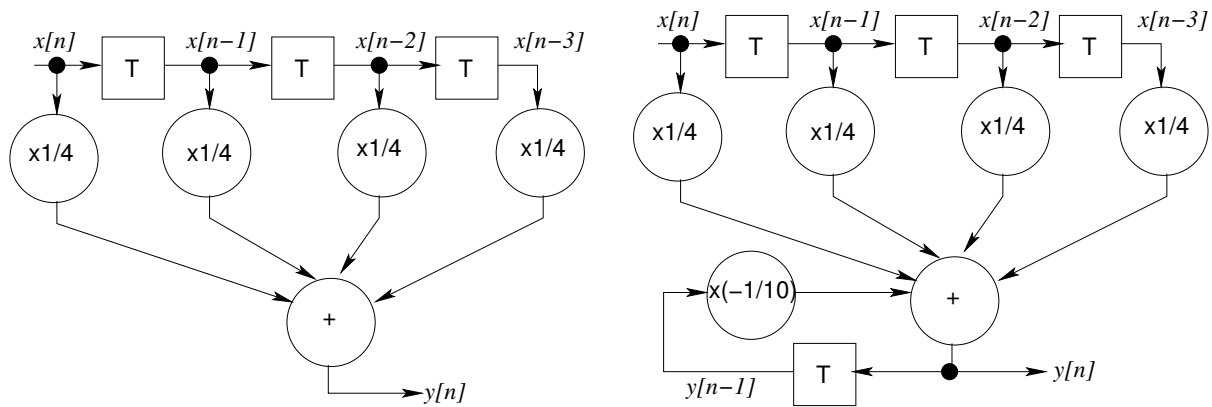 x[n] x[n−1] x[n−2] x[n−3]
T T T
x1/4 x1/4 x1/4 x1/4
+
y[n]
x[n] x[n−1] x[n−2] x[n−3]
T T T
x1/4 x1/4 x1/4 x1/4
x(−1/10) +
y[n−1] T y[n]